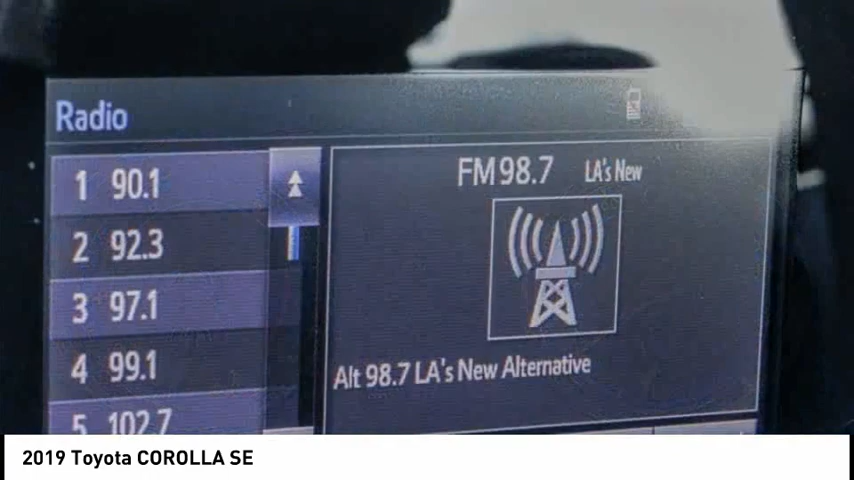 Radio
1 90.1
2 92.3
3 97.1
4 99.1
5 102.7
FM 98.7 LA's New
Alt 98.7 LA's New Alternative
2019 Toyota COROLLA SE